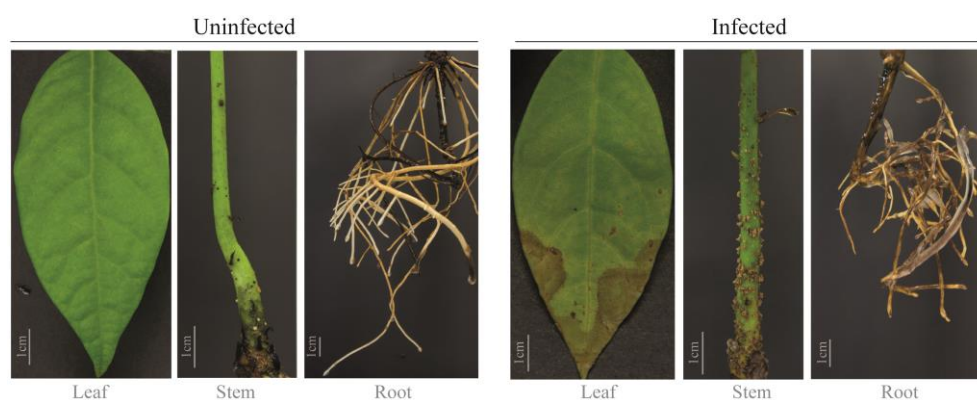 Uninfected
Infected
1cm
1cm
1cm
1cm
1cm
1cm
Leaf
Stem
Root
Leaf
Stem
Root